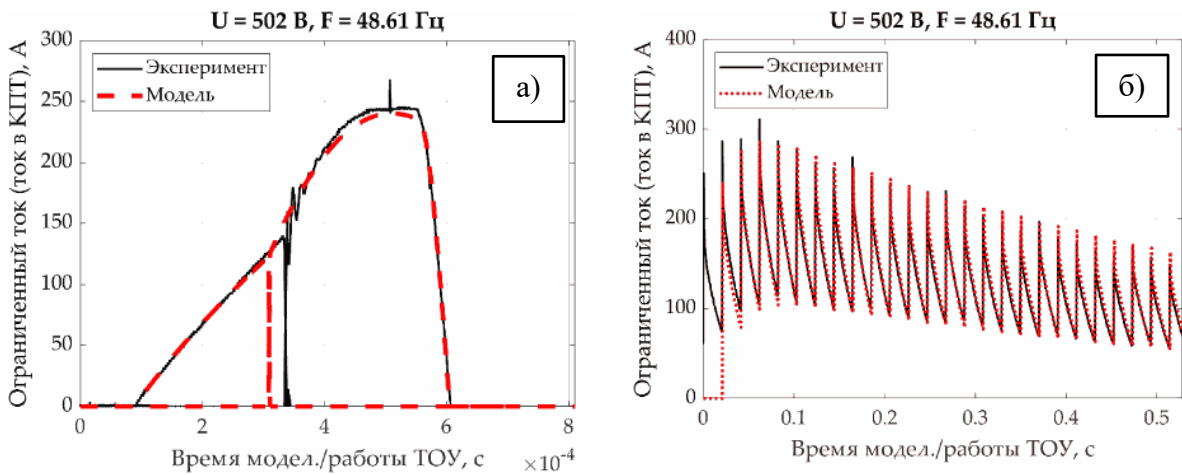 U = 502 В, F = 48.61 Гц
Ограниченный ток (ток в КПТ), А
300
250
200
150
100
50
0
Эксперимент
Модель
а)
0
2
4
6
8
×10⁻⁴
Время модел./работы ТОУ, с
U = 502 В, F = 48.61 Гц
Ограниченный ток (ток в КПТ), А
400
300
200
100
0
Эксперимент
Модель
б)
0
0.1
0.2
0.3
0.4
0.5
Время модел./работы ТОУ, с